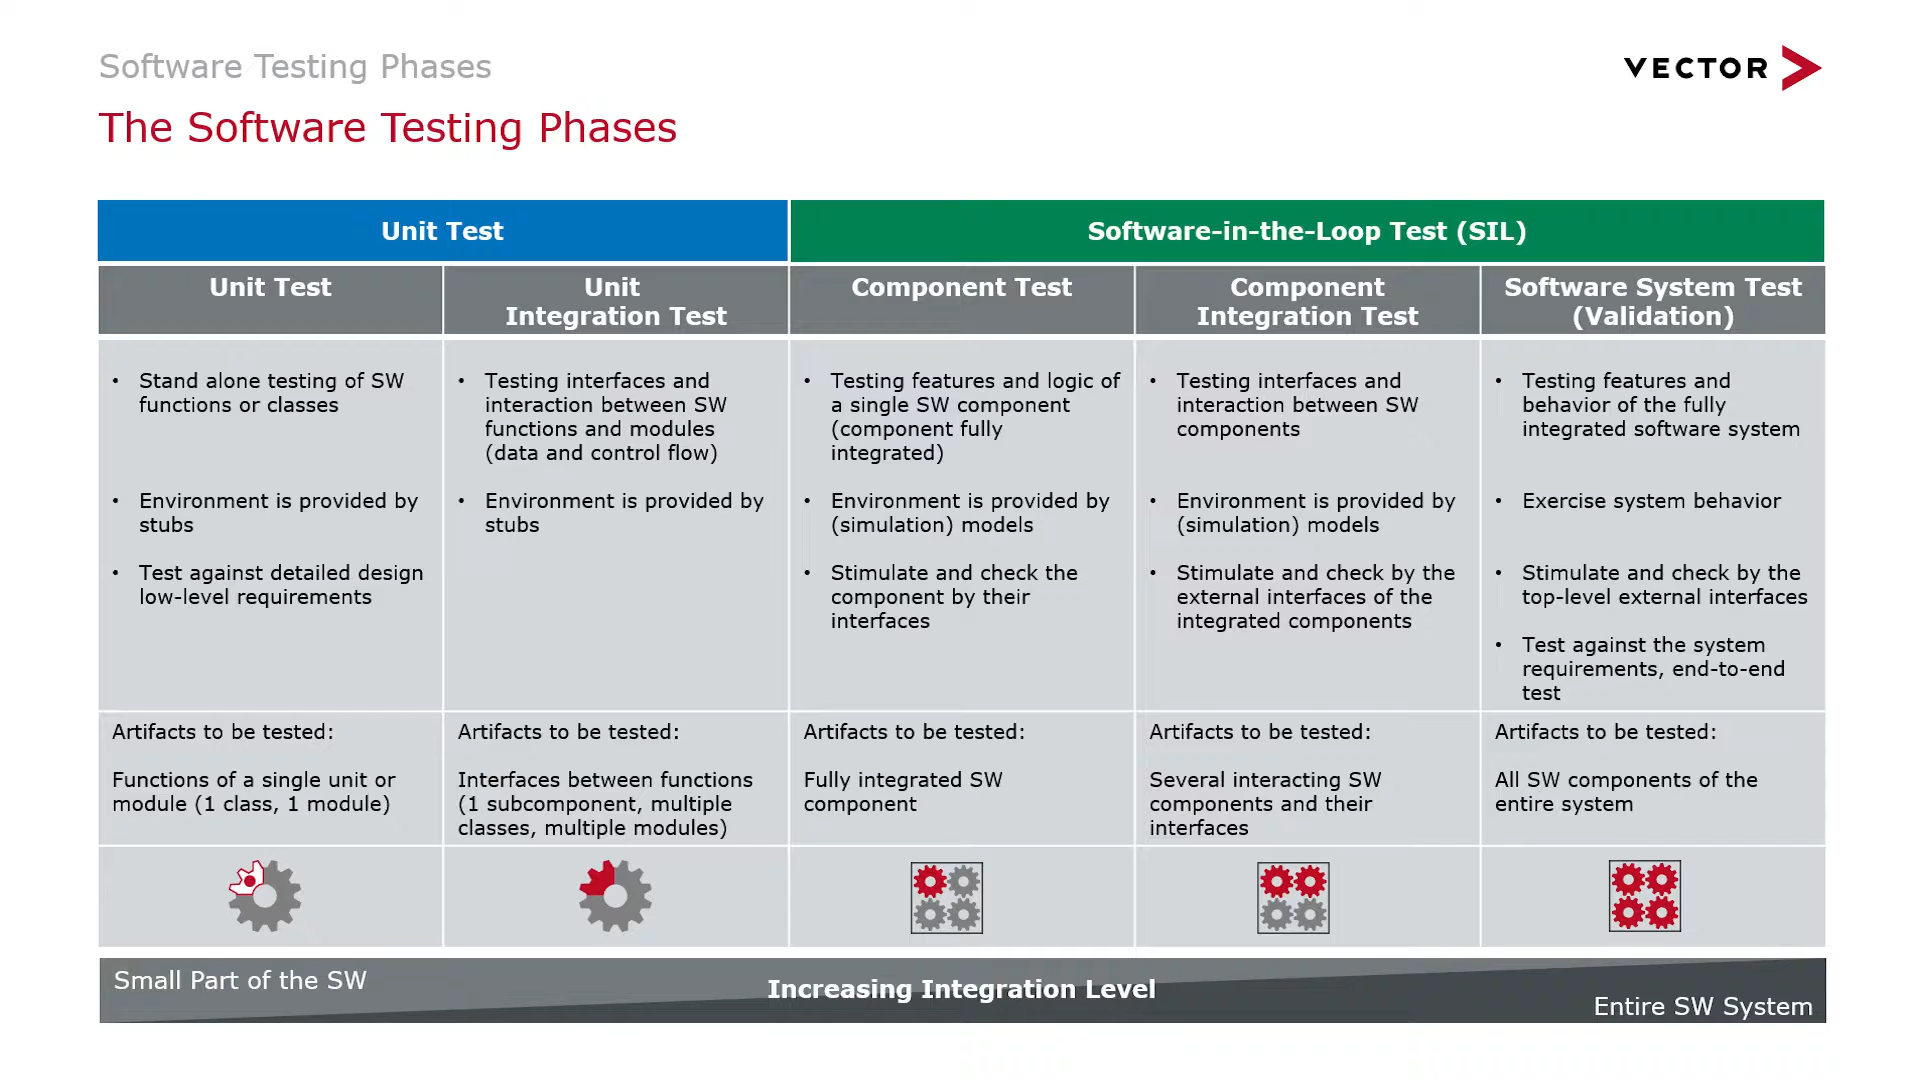 Software Testing Phases
VECTOR
The Software Testing Phases
Unit Test
Software-in-the-Loop Test (SIL)
Unit Test
Unit
Integration Test
Component Test
Component
Integration Test
Software System Test
(Validation)
• Stand alone testing of SW
functions or classes
• Environment is provided by
stubs
• Test against detailed design
low-level requirements
• Testing interfaces and
interaction between SW
functions and modules
(data and control flow)
• Environment is provided by
stubs
• Testing features and logic of
a single SW component
(component fully
integrated)
• Environment is provided by
(simulation) models
• Stimulate and check the
component by their
interfaces
• Testing interfaces and
interaction between SW
components
• Environment is provided by
(simulation) models
• Stimulate and check by the
external interfaces of the
integrated components
• Testing features and
behavior of the fully
integrated software system
• Exercise system behavior
• Stimulate and check by the
top-level external interfaces
• Test against the system
requirements, end-to-end
test
Artifacts to be tested:
Functions of a single unit or
module (1 class, 1 module)
Artifacts to be tested:
Interfaces between functions
(1 subcomponent, multiple
classes, multiple modules)
Artifacts to be tested:
Fully integrated SW
component
Artifacts to be tested:
Several interacting SW
components and their
interfaces
Artifacts to be tested:
All SW components of the
entire system
Small Part of the SW
Increasing Integration Level
Entire SW System